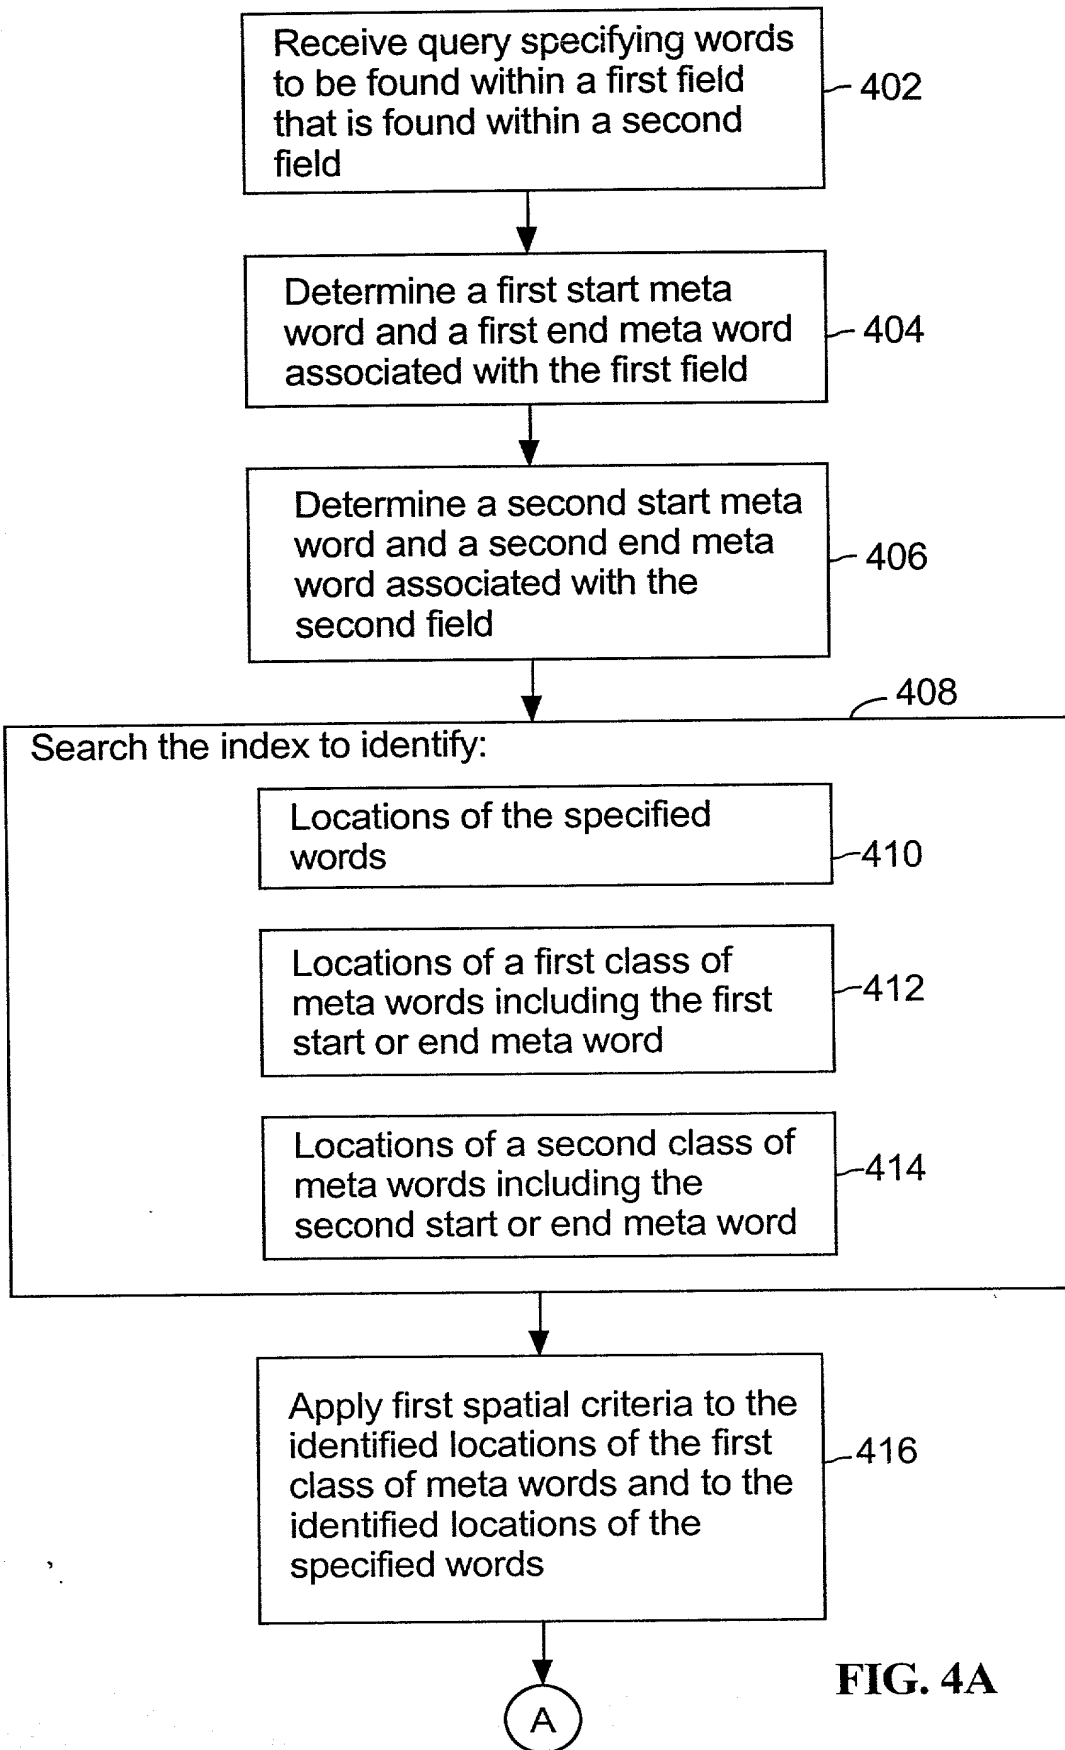 Receive query specifying words
to be found within a first field
that is found within a second
field
402
Determine a first start meta
word and a first end meta word
associated with the first field
404
Determine a second start meta
word and a second end meta
word associated with the
second field
406
408
Search the index to identify:
Locations of the specified
words
410
Locations of a first class of
meta words including the first
start or end meta word
412
Locations of a second class of
meta words including the
second start or end meta word
414
Apply first spatial criteria to the
identified locations of the first
class of meta words and to the
identified locations of the
specified words
416
FIG. 4A
A